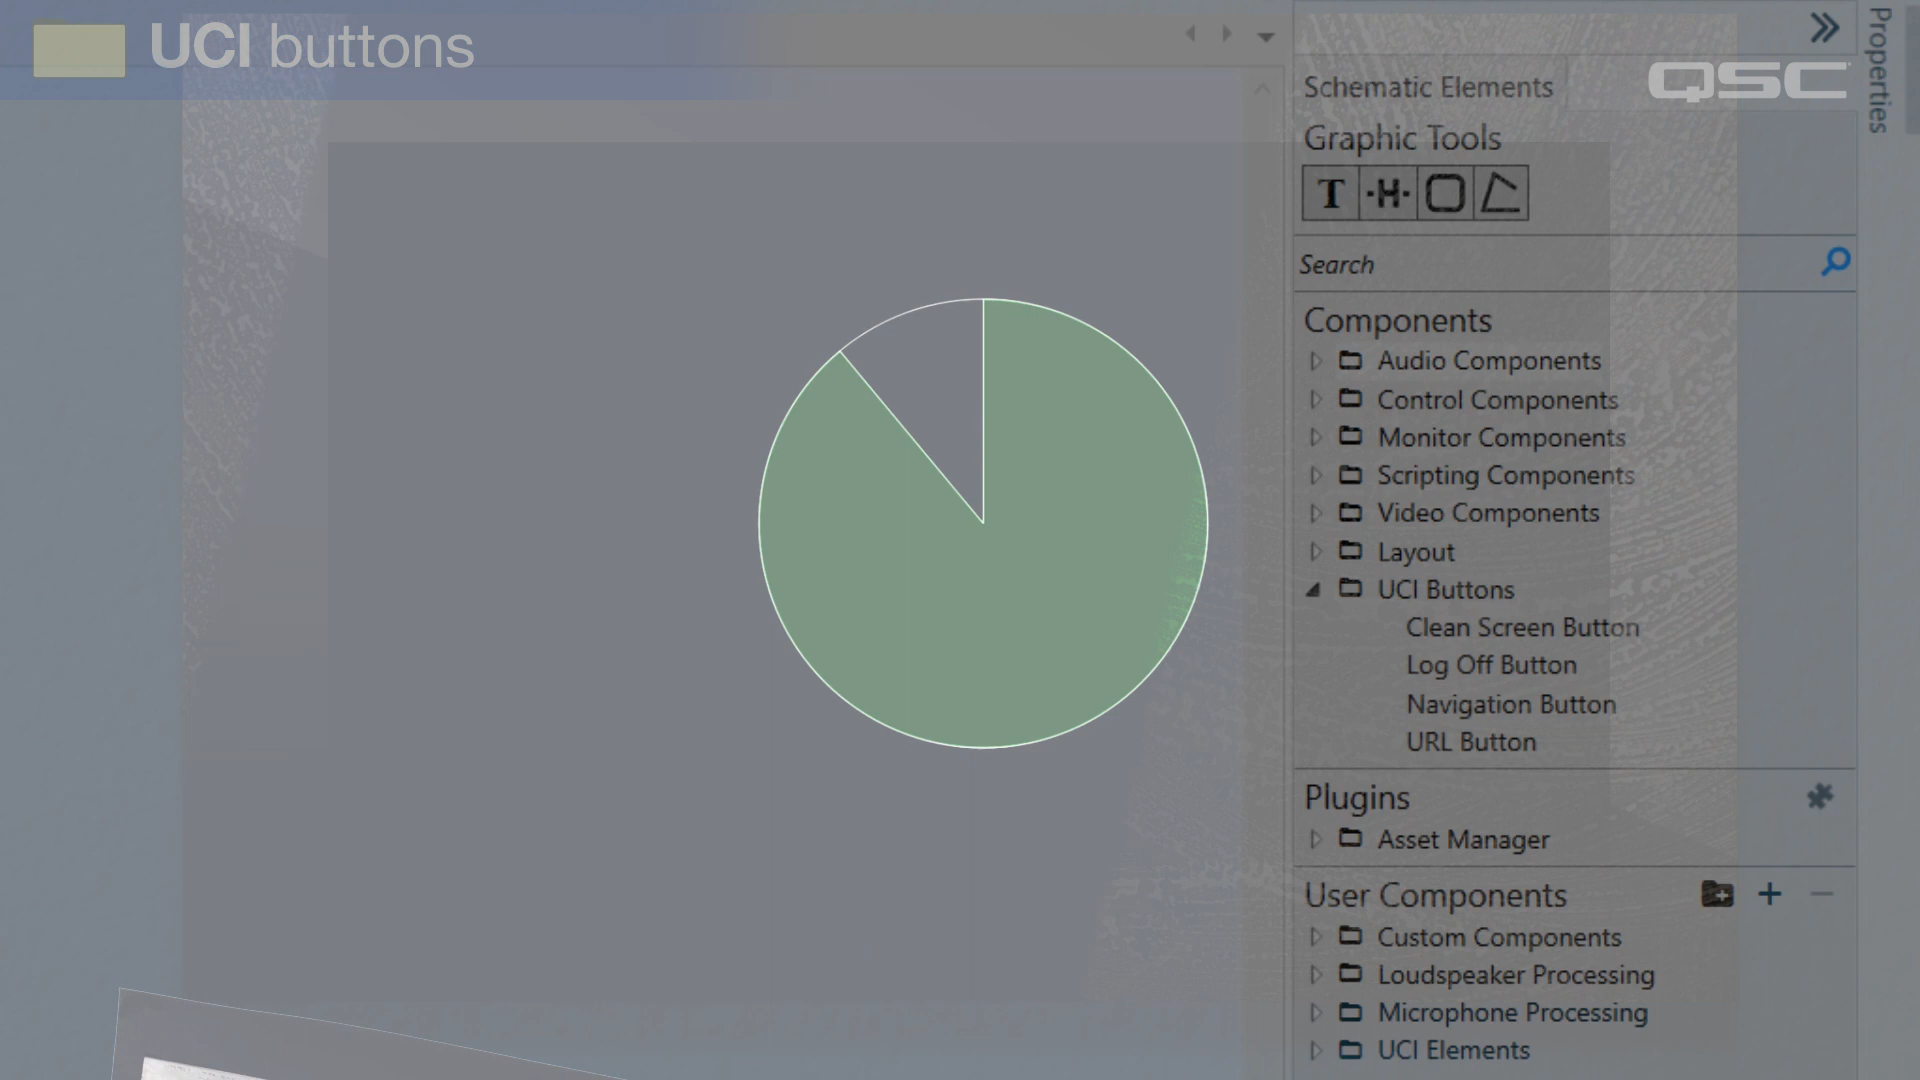 UCI buttons
QSC
Properties
Schematic Elements
Graphic Tools
T H
Search
Components
Audio Components
Control Components
Monitor Components
Scripting Components
Video Components
Layout
UCI Buttons
Clean Screen Button
Log Off Button
Navigation Button
URL Button
Plugins
Asset Manager
User Components
Custom Components
Loudspeaker Processing
Microphone Processing
UCI Elements